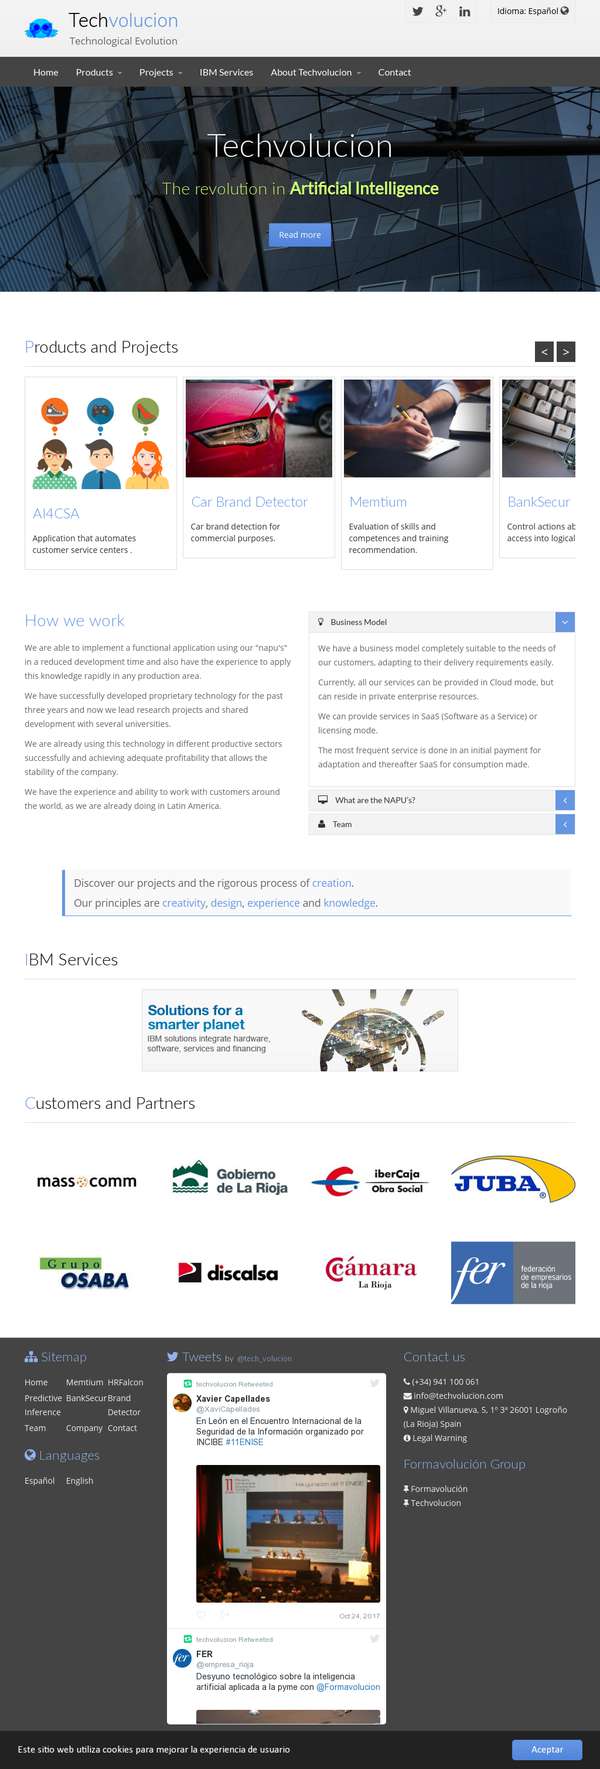 Techvolucion
Technological Evolution
Idioma: Español
Home Products Projects IBM Services About Techvolucion Contact
Techvolucion
The revolution in Artificial Intelligence
Read more
Products and Projects
< >
AI4CSA
Application that automates
customer service centers .
Car Brand Detector
Car brand detection for
commercial purposes.
Memtium
Evaluation of skills and
competences and training
recommendation.
BankSecur
Control actions ab
access into logical
How we work
We are able to implement a functional application using our "napu's"
in a reduced development time and also have the experience to apply
this knowledge rapidly in any production area.
We have successfully developed proprietary technology for the past
three years and now we lead research projects and shared
development with several universities.
We are already using this technology in different productive sectors
successfully and achieving adequate profitability that allows the
stability of the company.
We have the experience and ability to work with customers around
the world, as we are already doing in Latin America.
Business Model
We have a business model completely suitable to the needs of
our customers, adapting to their delivery requirements easily.
Currently, all our services can be provided in Cloud mode, but
can reside in private enterprise resources.
We can provide services in SaaS (Software as a Service) or
licensing mode.
The most frequent service is done in an initial payment for
adaptation and thereafter SaaS for consumption made.
What are the NAPU's?
Team
Discover our projects and the rigorous process of creation.
Our principles are creativity, design, experience and knowledge.
IBM Services
Solutions for a
smarter planet
IBM solutions integrate hardware,
software, services and financing
Customers and Partners
mass comm
Gobierno
de La Rioja
iberCaja
Obra Social
JUBA®
Grupo
OSABA
discalsa
Cámara
La Rioja
fer
federación
de empresarios
de la rioja
Sitemap
Home Memtium HRFalcon
Predictive BankSecur Brand
Inference Detector
Team Company Contact
Languages
Español English
Tweets by @tech_volucion
techvolucion Retweeted
Xavier Capellades
@XaviCapellades
En León en el Encuentro Internacional de la
Seguridad de la Información organizado por
INCIBE #11ENISE
Oct 24, 2017
techvolucion Retweeted
FER
@empresa_rioja
Desyuno tecnológico sobre la inteligencia
artificial aplicada a la pyme con @Formavolucion
Contact us
(+34) 941 100 061
info@techvolucion.com
Miguel Villanueva, 5, 1º 3ª 26001 Logroño
(La Rioja) Spain
Legal Warning
Formavolución Group
Formavolución
Techvolucion
Este sitio web utiliza cookies para mejorar la experiencia de usuario
Aceptar